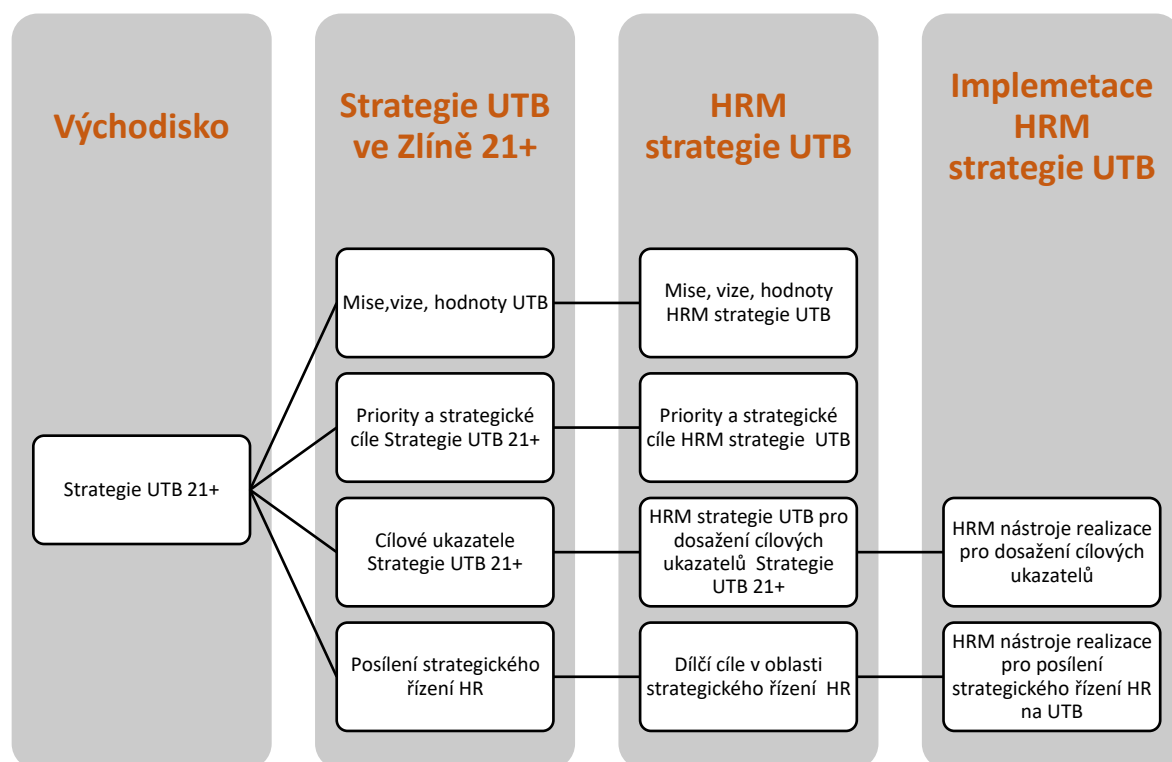 Východisko
Strategie UTB
ve Zlíně 21+
HRM
strategie UTB
Implemetace
HRM
strategie UTB
Strategie UTB 21+
Mise,vize, hodnoty UTB
Priority a strategické
cíle Strategie UTB 21+
Cílové ukazatele
Strategie UTB 21+
Posílení strategického
řízení HR
Mise, vize, hodnoty
HRM strategie UTB
Priority a strategické
cíle HRM strategie  UTB
HRM strategie UTB pro
dosažení cílových
ukazatelů  Strategie
UTB 21+
Dílčí cíle v oblasti
strategického řízení  HR
HRM nástroje realizace
pro dosažení cílových
ukazatelů
HRM nástroje realizace
pro posílení
strategického řízení HR
na UTB